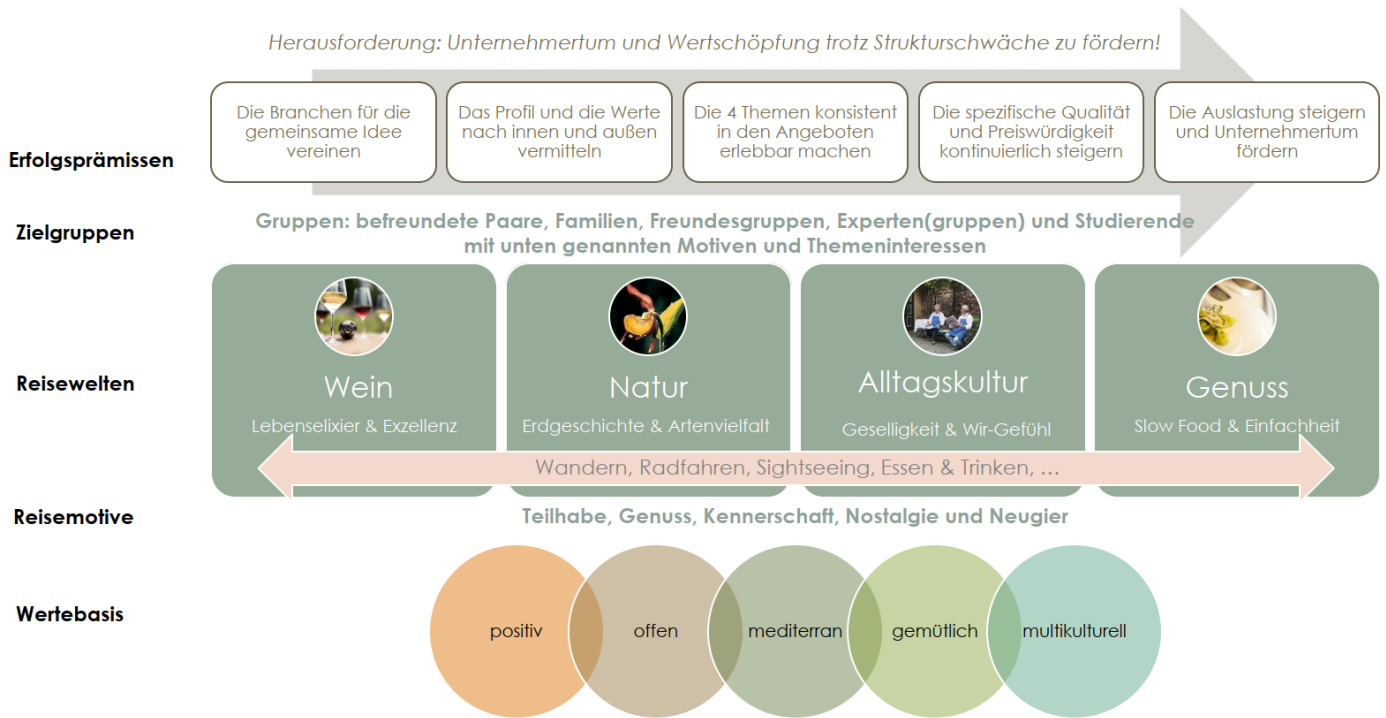 Herausforderung: Unternehmertum und Wertschöpfung trotz Strukturschwäche zu fördern!
Erfolgsprämissen
Die Branchen für die
gemeinsame Idee
vereinen
Das Profil und die Werte
nach innen und außen
vermitteln
Die 4 Themen konsistent
in den Angeboten
erlebbar machen
Die spezifische Qualität
und Preiswürdigkeit
kontinuierlich steigern
Die Auslastung steigern
und Unternehmertum
fördern
Zielgruppen
Gruppen: befreundete Paare, Familien, Freundesgruppen, Experten(gruppen) und Studierende
mit unten genannten Motiven und Themeninteressen
Reisewelten
Wein
Lebenselixier & Exzellenz
Natur
Erdgeschichte & Artenvielfalt
Alltagskultur
Geselligkeit & Wir-Gefühl
Genuss
Slow Food & Einfachheit
Wandern, Radfahren, Sightseeing, Essen & Trinken, …
Reisemotive
Teilhabe, Genuss, Kennerschaft, Nostalgie und Neugier
Wertebasis
positiv
offen
mediterran
gemütlich
multikulturell